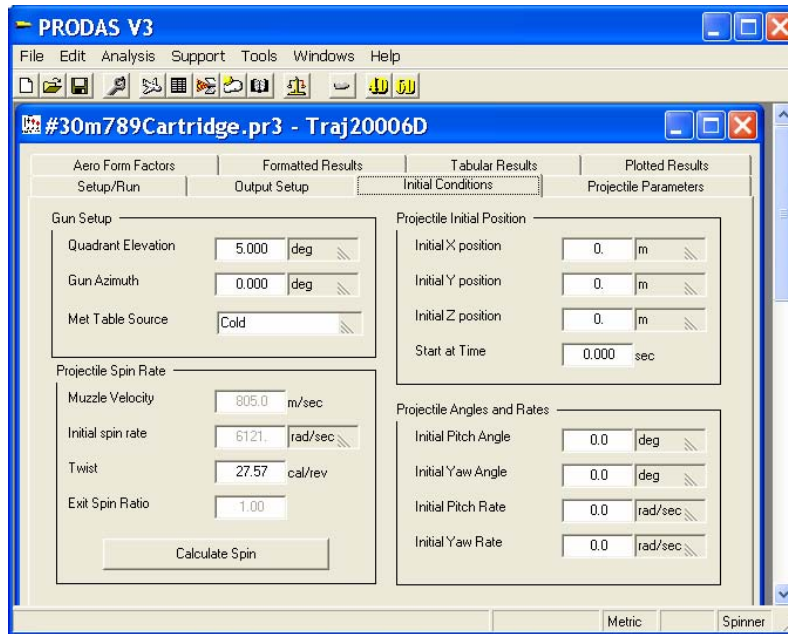 PRODAS V3
File Edit Analysis Support Tools Windows Help
#30m789Cartridge.pr3 - Traj20006D
Aero Form Factors Formatted Results Tabular Results Plotted Results
Setup/Run Output Setup Initial Conditions Projectile Parameters
Gun Setup
Quadrant Elevation 5.000 deg
Gun Azimuth 0.000 deg
Met Table Source Cold
Projectile Spin Rate
Muzzle Velocity 805.0 m/sec
Initial spin rate 6121. rad/sec
Twist 27.57 cal/rev
Exit Spin Ratio 1.00
Calculate Spin
Projectile Initial Position
Initial X position 0. m
Initial Y position 0. m
Initial Z position 0. m
Start at Time 0.000 sec
Projectile Angles and Rates
Initial Pitch Angle 0.0 deg
Initial Yaw Angle 0.0 deg
Initial Pitch Rate 0.0 rad/sec
Initial Yaw Rate 0.0 rad/sec
Metric Spinner